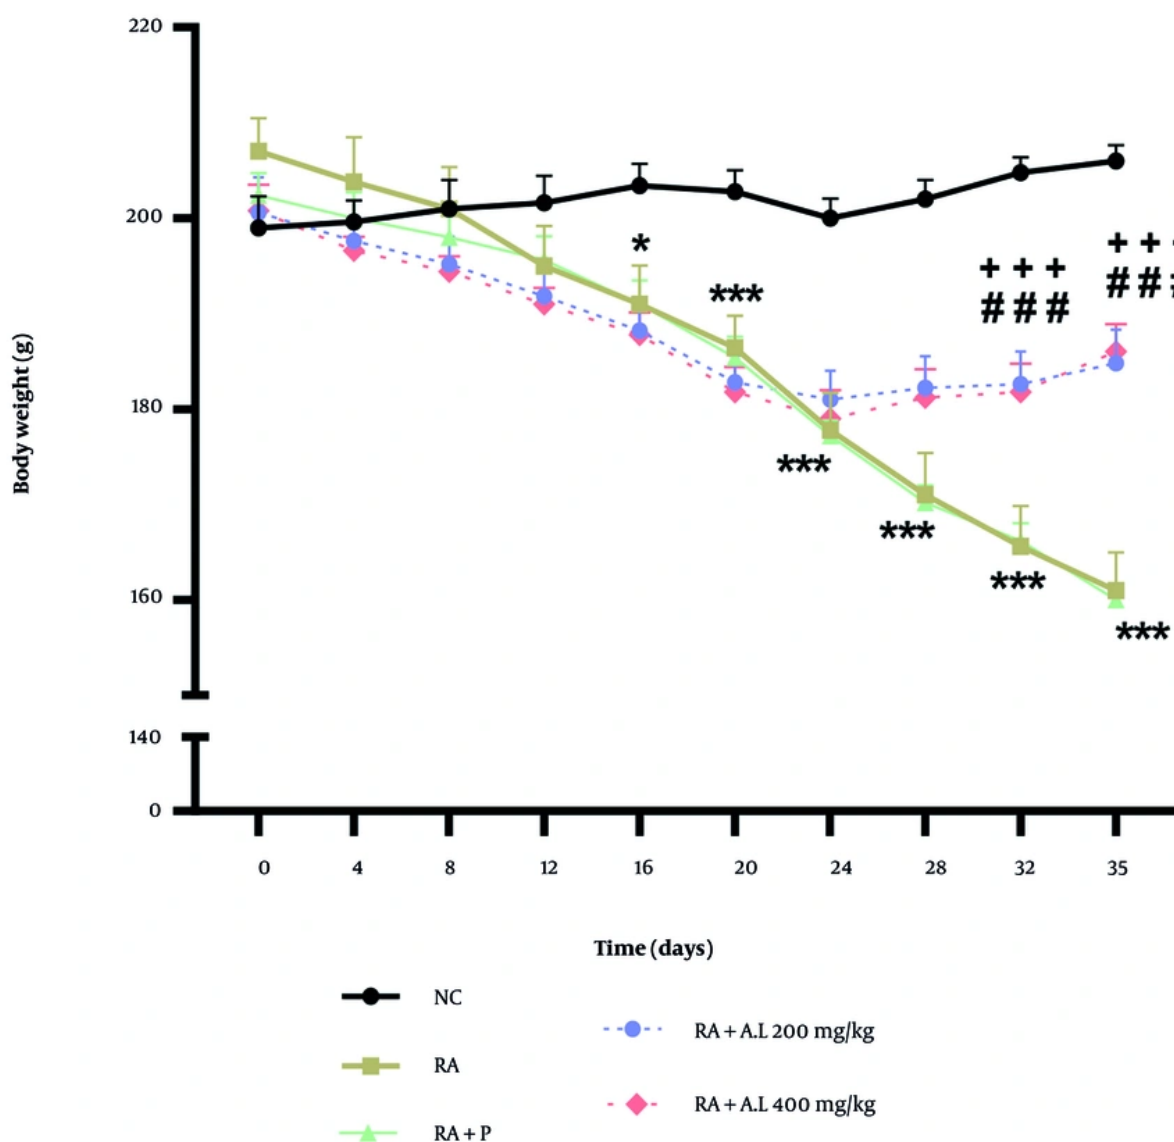 220
200
180
160
140
0
Body weight (g)
*
***
+ + +
# # #
+ +
# #
***
***
***
***
0 4 8 12 16 20 24 28 32 35
Time (days)
NC
RA
RA + P
RA + A.L 200 mg/kg
RA + A.L 400 mg/kg